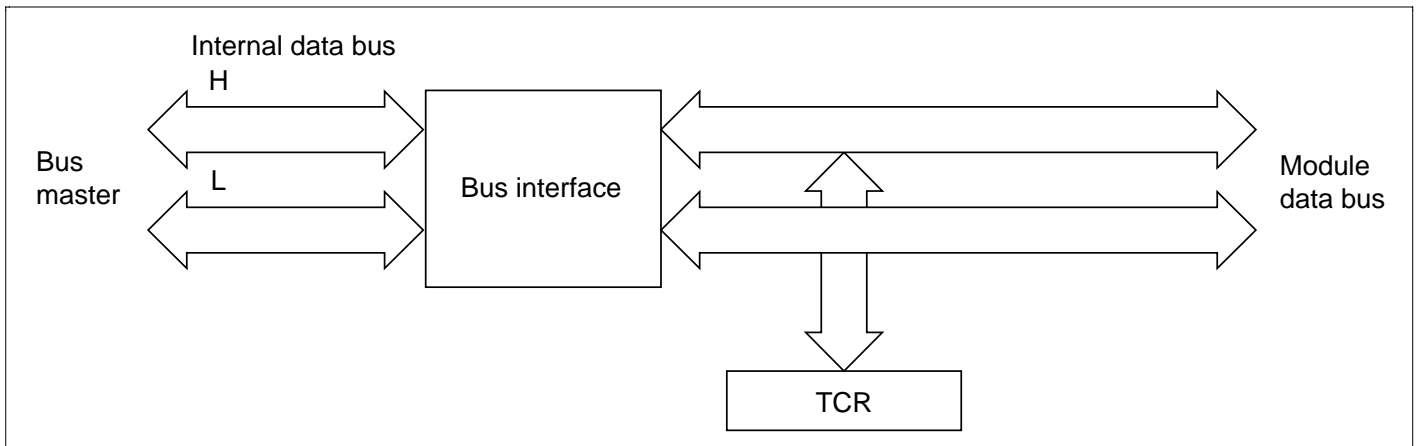 Internal data bus
H
Bus
master
L
Bus interface
Module
data bus
TCR